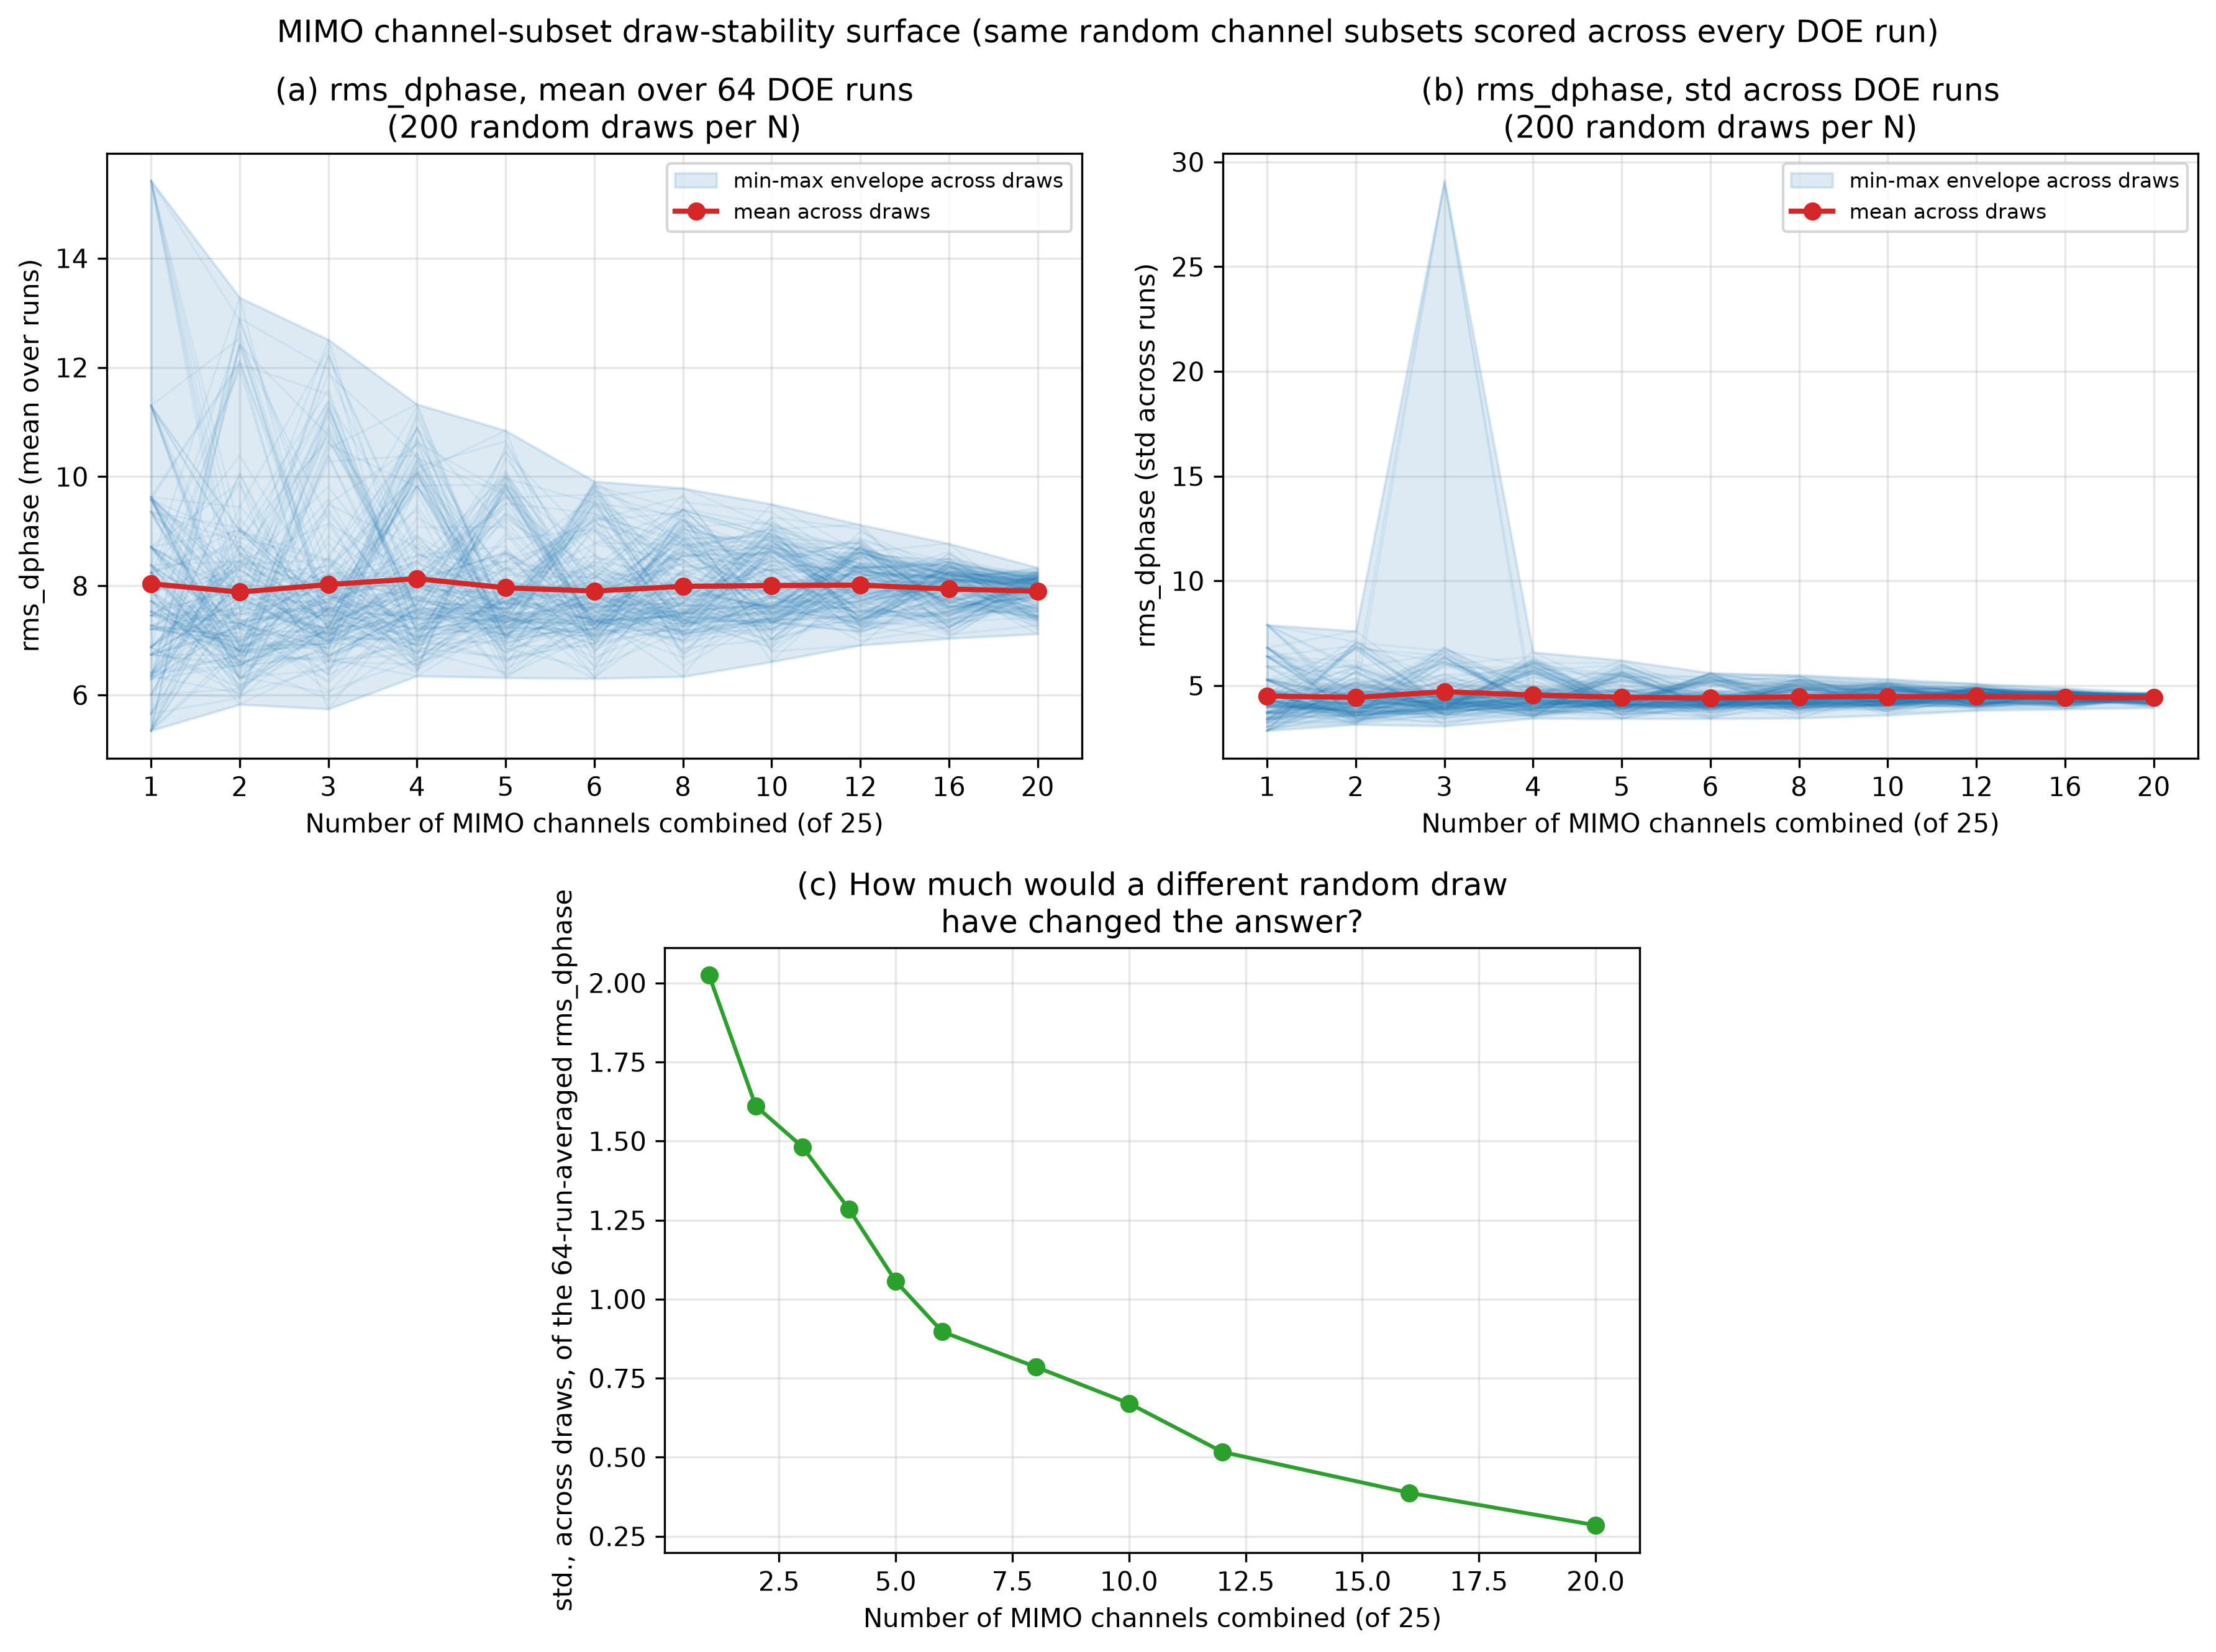 MIMO channel-subset draw-stability surface (same random channel subsets scored across every DOE run)
(a) rms_dphase, mean over 64 DOE runs
(200 random draws per N)
rms_dphase (mean over runs)
14
12
10
8
6
min-max envelope across draws
mean across draws
1 2 3 4 5 6 8 10 12 16 20
Number of MIMO channels combined (of 25)
(b) rms_dphase, std across DOE runs
(200 random draws per N)
rms_dphase (std across runs)
30
25
20
15
10
5
min-max envelope across draws
mean across draws
1 2 3 4 5 6 8 10 12 16 20
Number of MIMO channels combined (of 25)
(c) How much would a different random draw
have changed the answer?
std., across draws, of the 64-run-averaged rms_dphase
2.00
1.75
1.50
1.25
1.00
0.75
0.50
0.25
2.5 5.0 7.5 10.0 12.5 15.0 17.5 20.0
Number of MIMO channels combined (of 25)